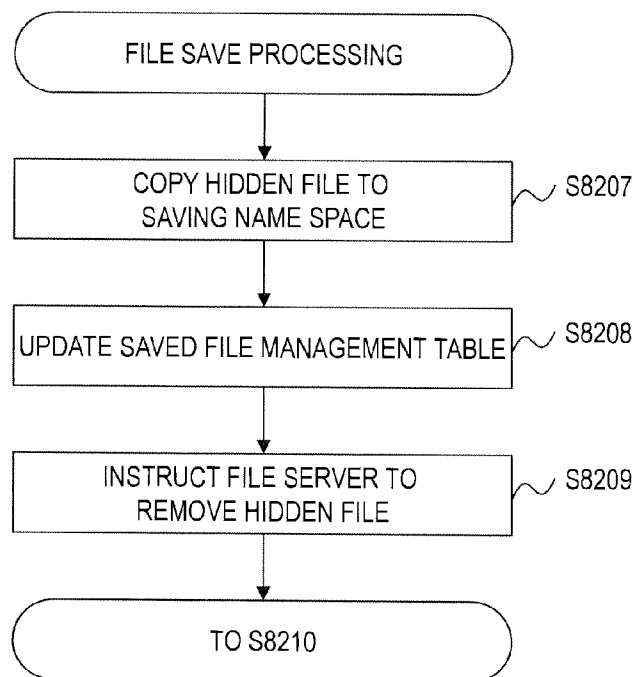 FILE SAVE PROCESSING
COPY HIDDEN FILE TO
SAVING NAME SPACE
S8207
UPDATE SAVED FILE MANAGEMENT TABLE
S8208
INSTRUCT FILE SERVER TO
REMOVE HIDDEN FILE
S8209
TO S8210